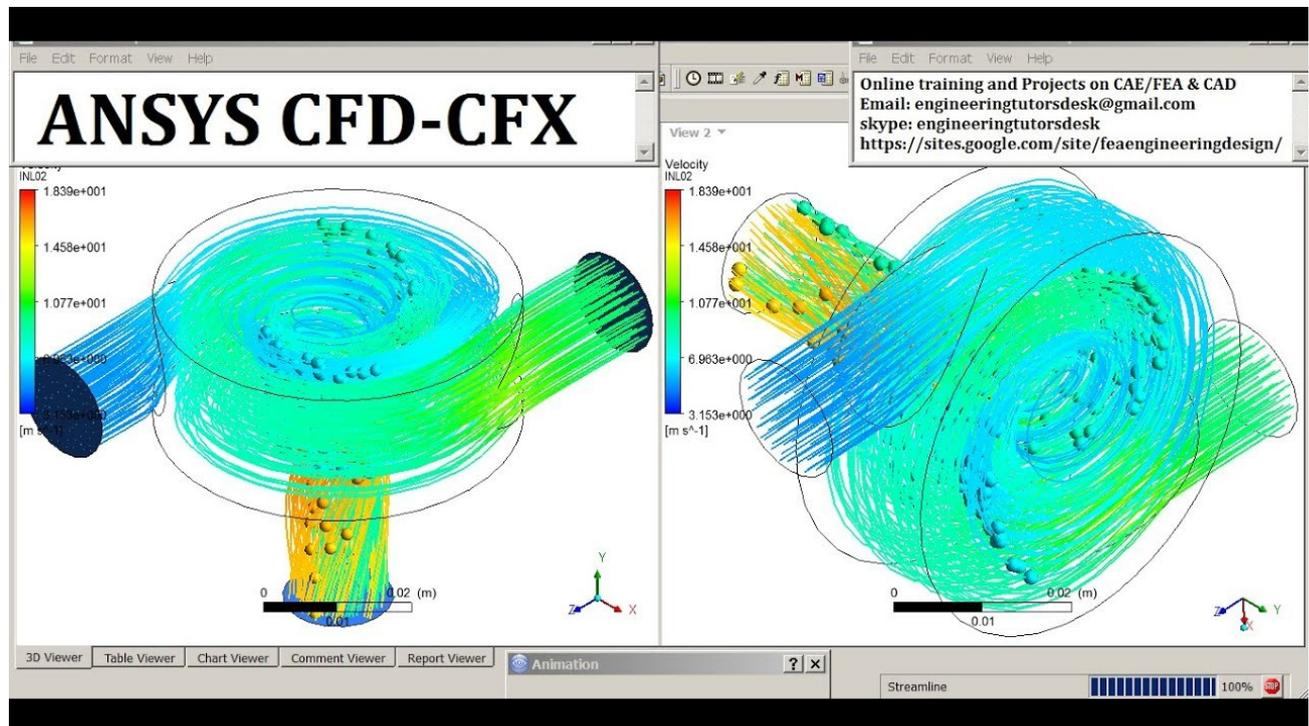 File Edit Format View Help
ANSYS CFD-CFX
File Edit Format View Help
Online training and Projects on CAE/FEA & CAD
Email: engineeringtutorsdesk@gmail.com
skype: engineeringtutorsdesk
https://sites.google.com/site/feaengineeringdesign/
View 2
Velocity
INL02
1.839e+001
1.458e+001
1.077e+001
[m s^-1]
0 0.02 (m)
0.01
Y
Z X
Velocity
INL02
1.839e+001
1.458e+001
1.077e+001
6.963e+000
3.153e+000
[m s^-1]
0 0.02 (m)
0.01
Z Y
X
3D Viewer Table Viewer Chart Viewer Comment Viewer Report Viewer
Animation
Streamline 100% STOP